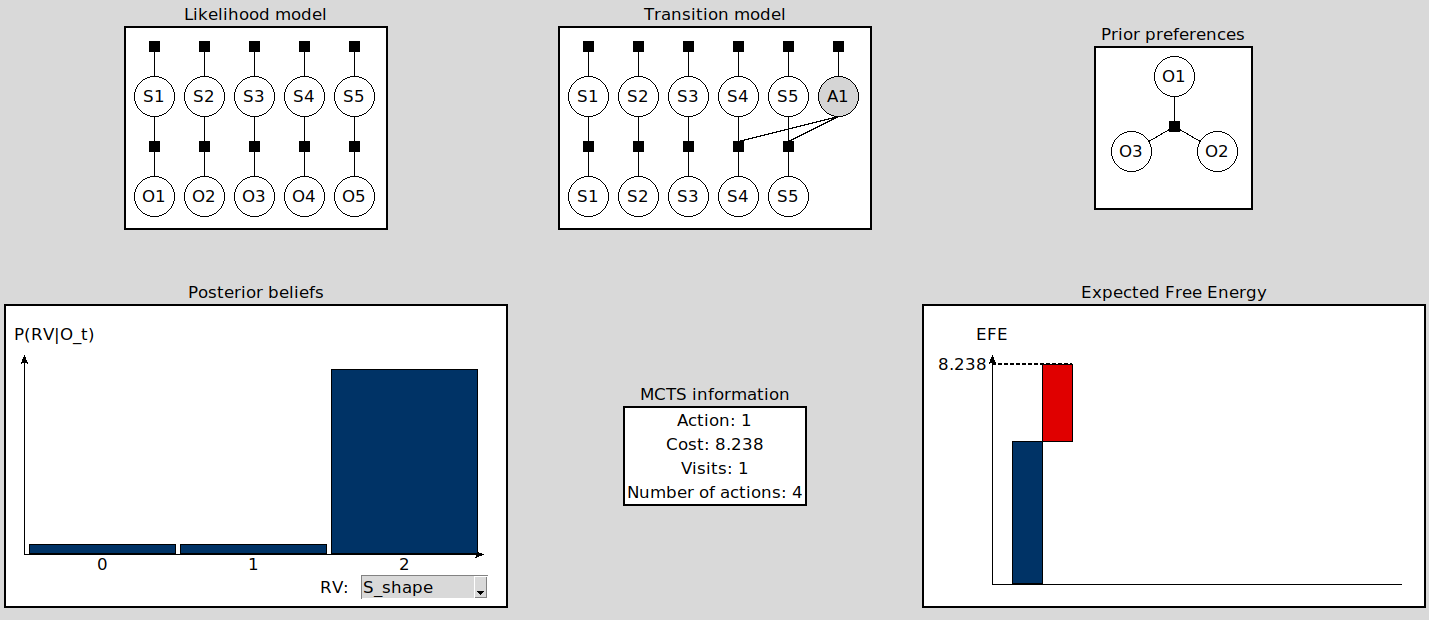 Likelihood model
S1 S2 S3 S4 S5
O1 O2 O3 O4 O5
Transition model
S1 S2 S3 S4 S5 A1
S1 S2 S3 S4 S5
Prior preferences
O1
O3 O2
Posterior beliefs
P(RV|O_t)
0 1 2
RV: S_shape
MCTS information
Action: 1
Cost: 8.238
Visits: 1
Number of actions: 4
Expected Free Energy
EFE
8.238